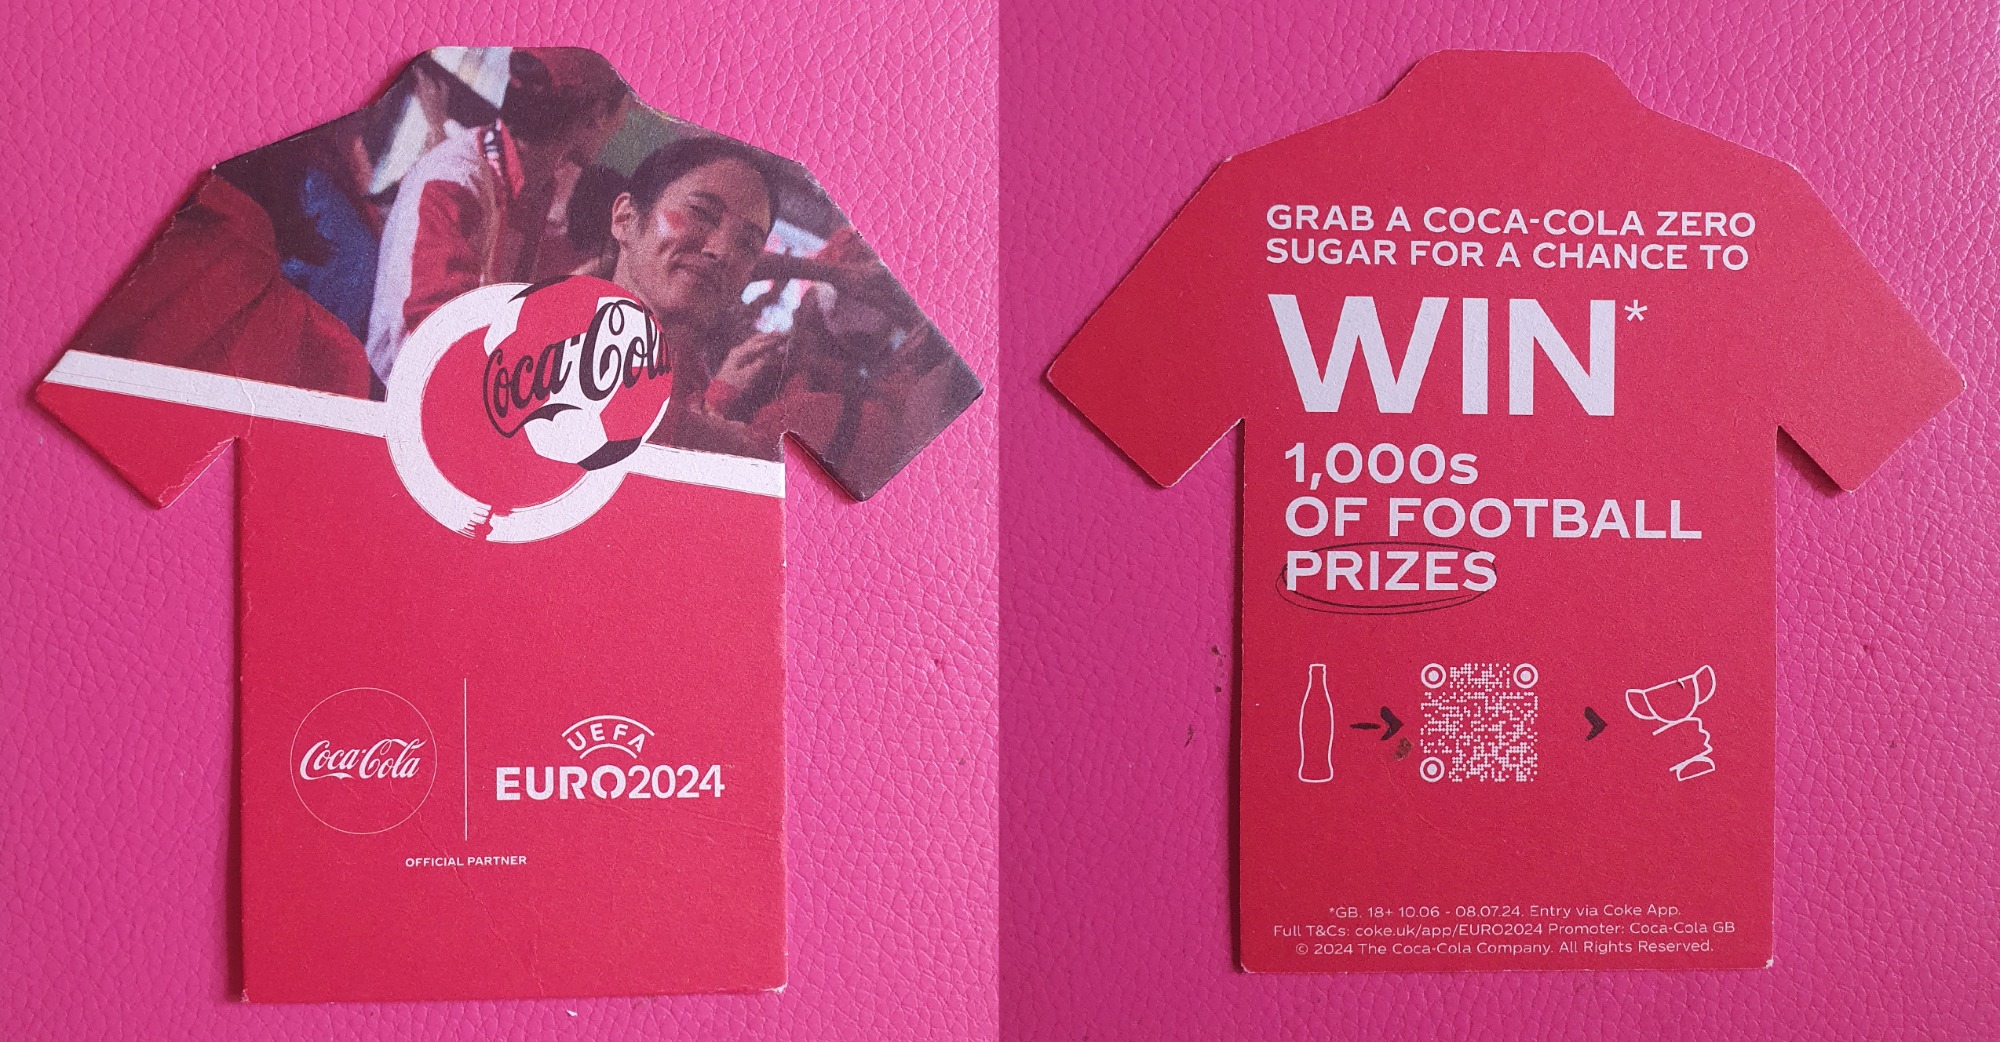 Coca-Cola
Coca-Cola
UEFA
EURO2024
OFFICIAL PARTNER
GRAB A COCA-COLA ZERO
SUGAR FOR A CHANCE TO
WIN*
1,000s
OF FOOTBALL
PRIZES
*GB. 18+ 10.06 - 08.07.24. Entry via Coke App.
Full T&Cs: coke.uk/app/EURO2024 Promoter: Coca-Cola GB
© 2024 The Coca-Cola Company. All Rights Reserved.